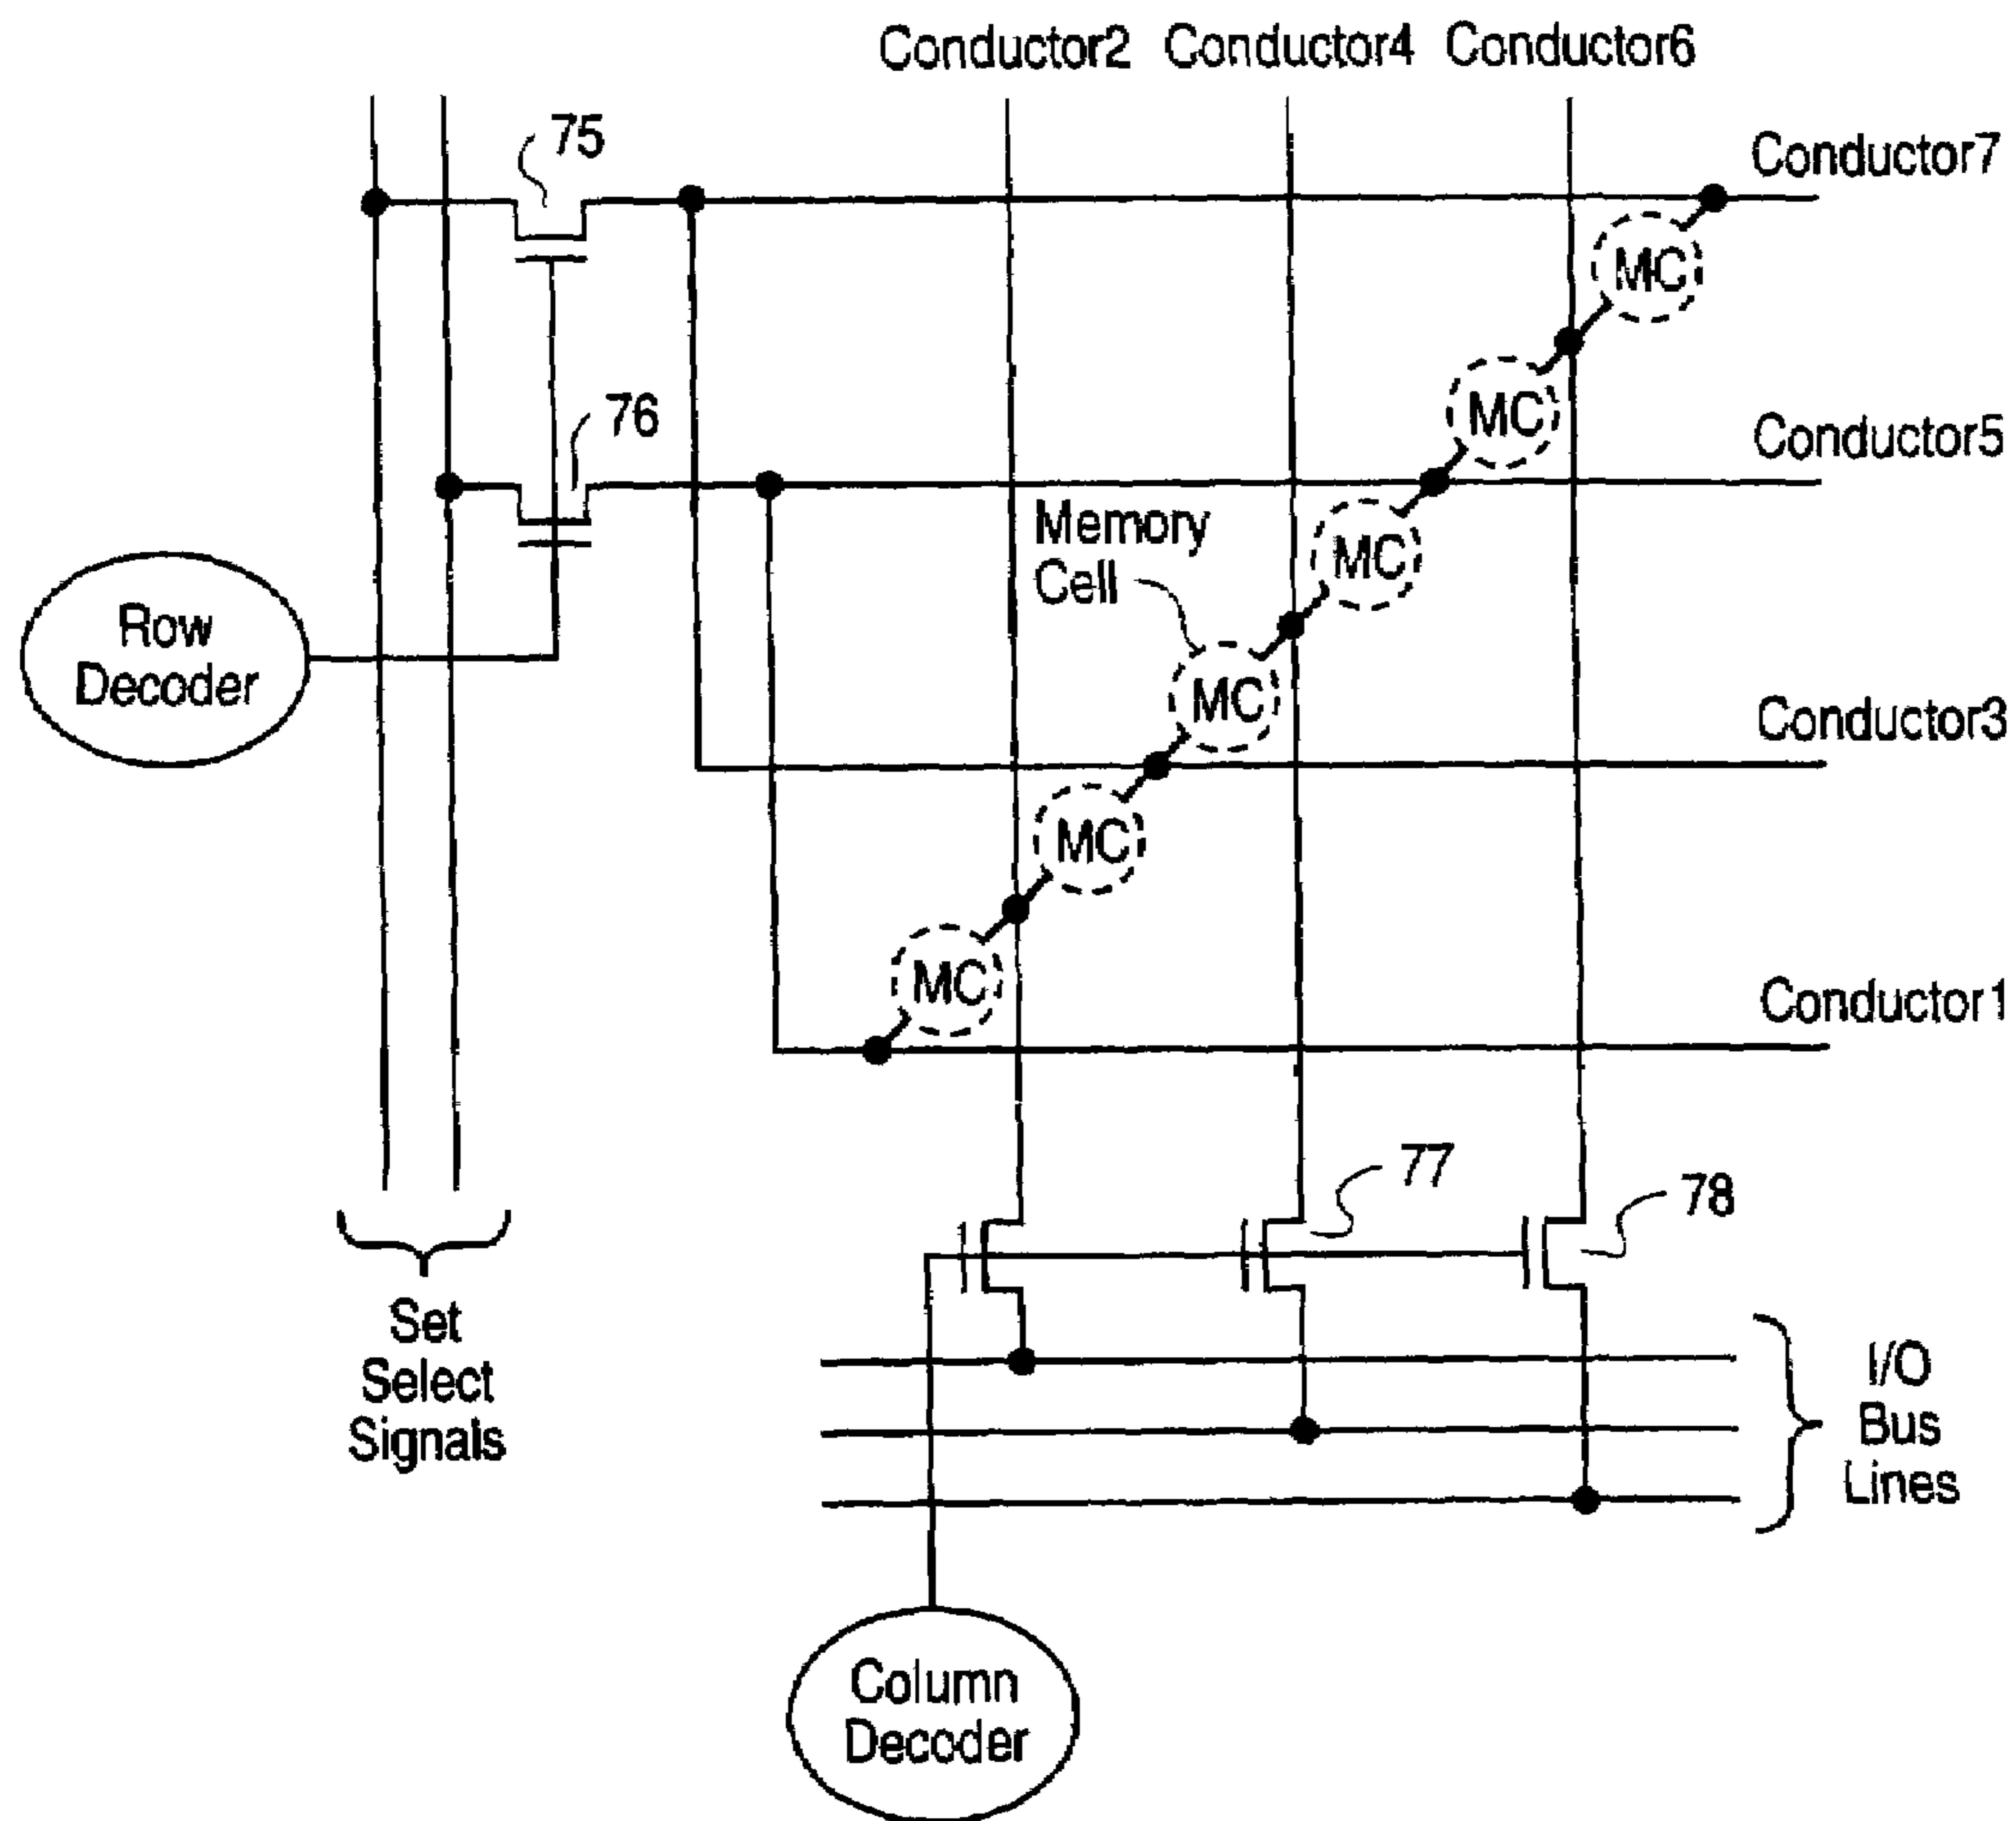 Conductor2 Conductor4 Conductor6
75
Conductor7
MC
76
MC
Conductor5
Memory
Cell
MC
Row
Decoder
MC
Conductor3
MC
MC
Conductor1
77
78
Set
Select
Signals
I/O
Bus
Lines
Column
Decoder